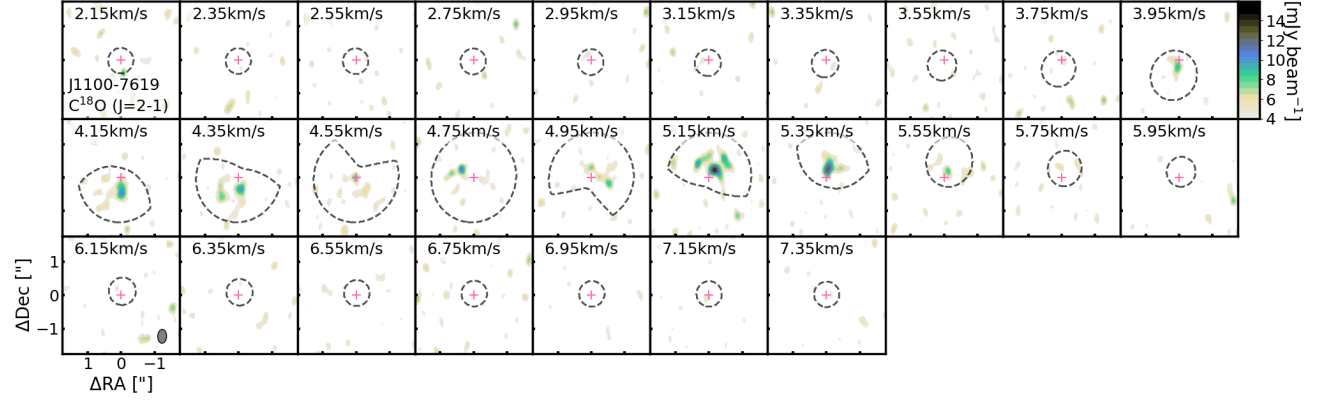 2.15km/s 2.35km/s 2.55km/s 2.75km/s 2.95km/s 3.15km/s 3.35km/s 3.55km/s 3.75km/s 3.95km/s
J1100-7619
C¹⁸O (J=2-1)
14
12
10
8
6
4
[mJy beam⁻¹]
4.15km/s 4.35km/s 4.55km/s 4.75km/s 4.95km/s 5.15km/s 5.35km/s 5.55km/s 5.75km/s 5.95km/s
6.15km/s 6.35km/s 6.55km/s 6.75km/s 6.95km/s 7.15km/s 7.35km/s
ΔDec ["]
1
0
−1
1 0 −1
ΔRA ["]